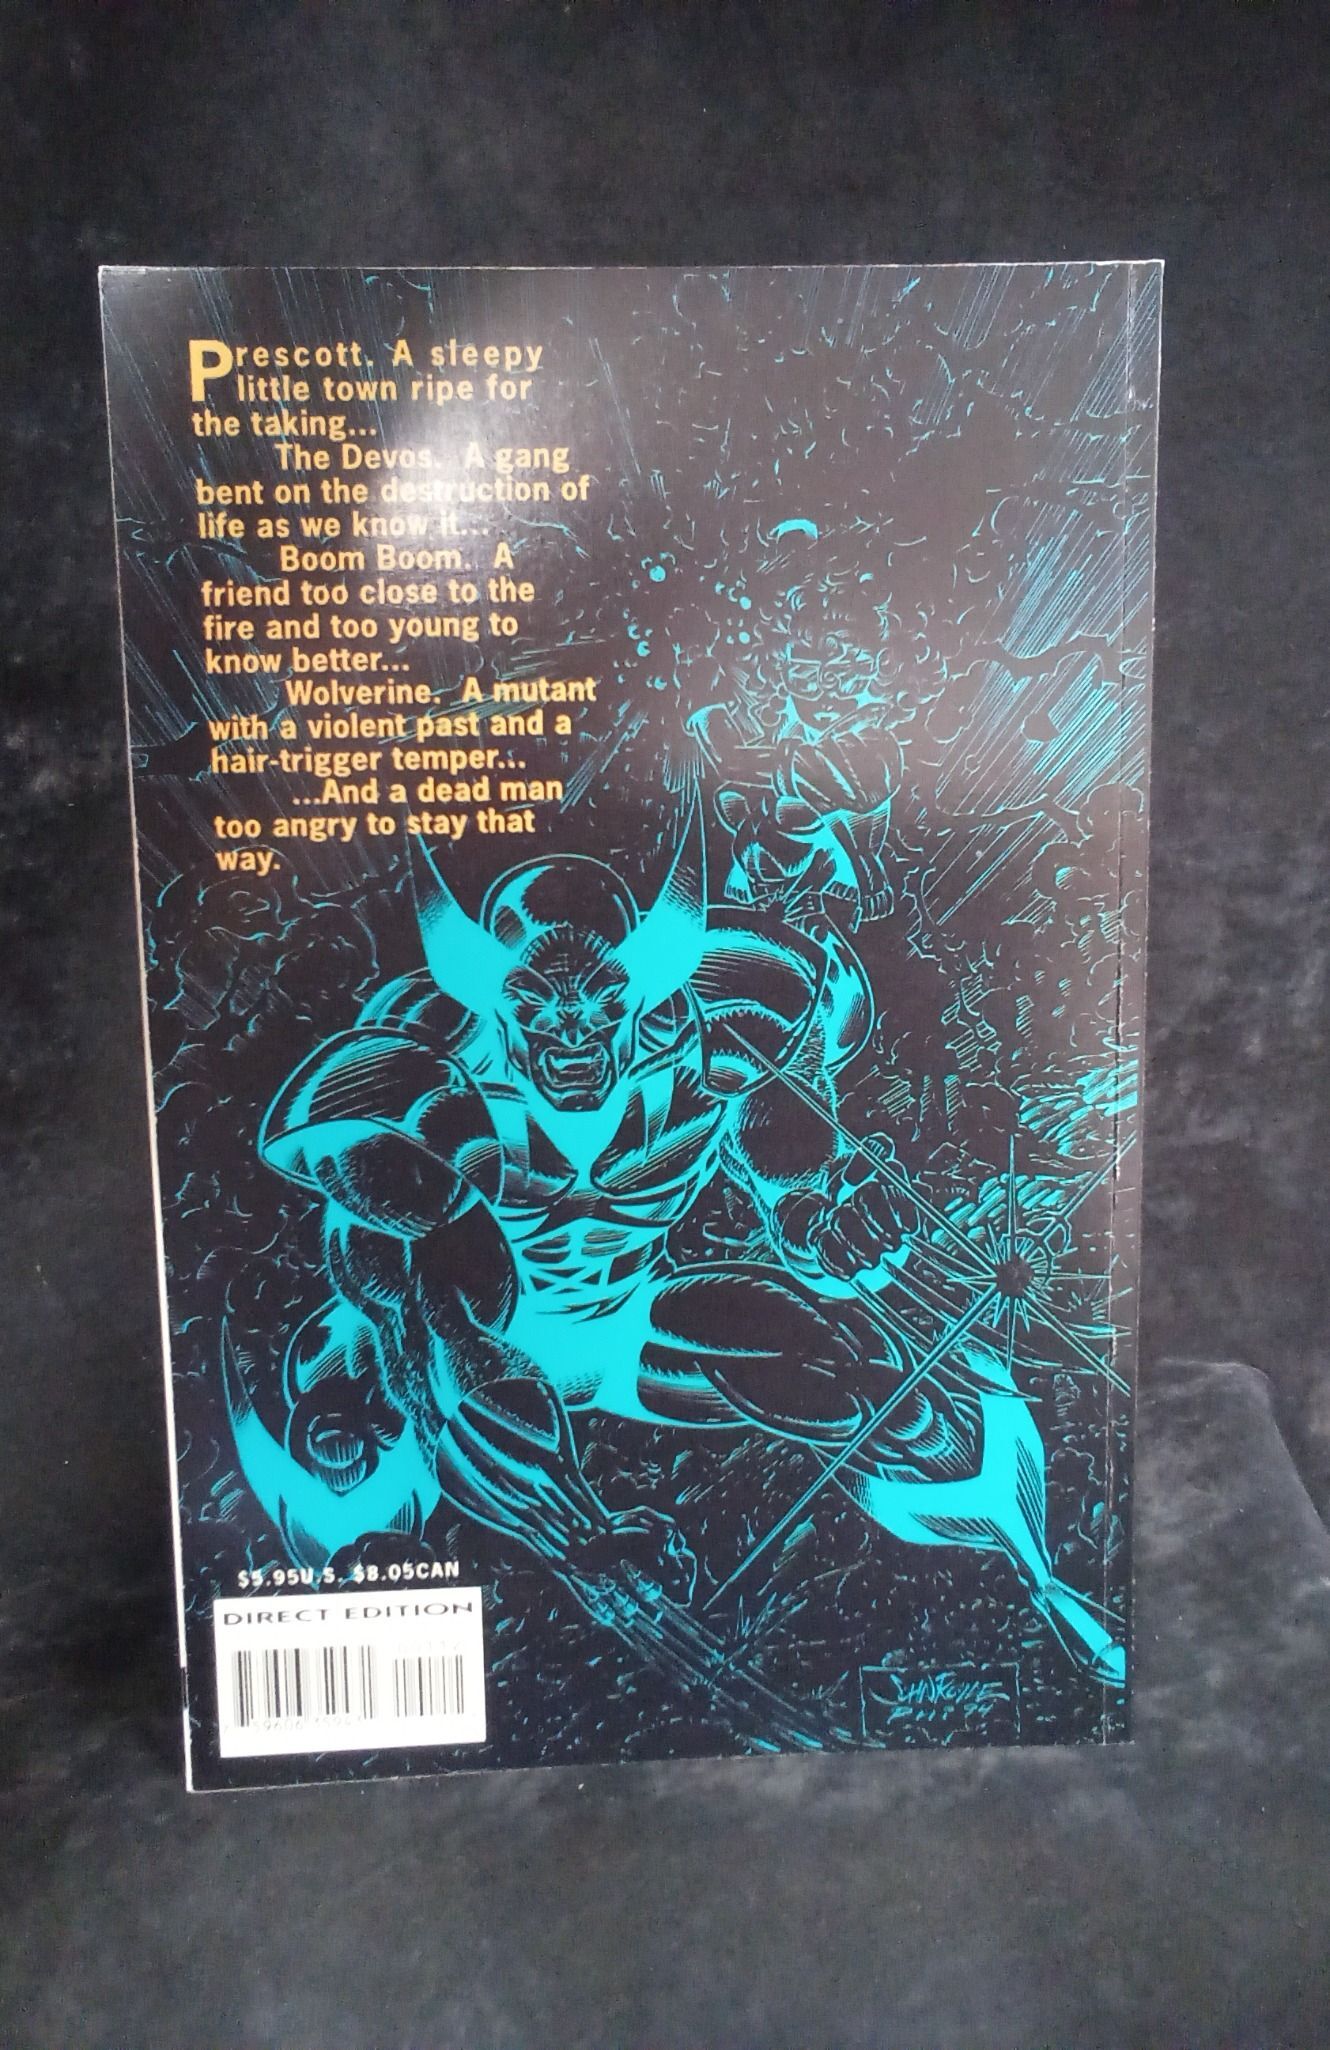 Prescott. A sleepy
little town ripe for
the taking...
The Devos. A gang
bent on the destruction of
life as we know it...
Boom Boom. A
friend too close to the
fire and too young to
know better...
Wolverine. A mutant
with a violent past and a
hair-trigger temper...
...And a dead man
too angry to stay that
way.
$5.95U.S. $8.05CAN
DIRECT EDITION